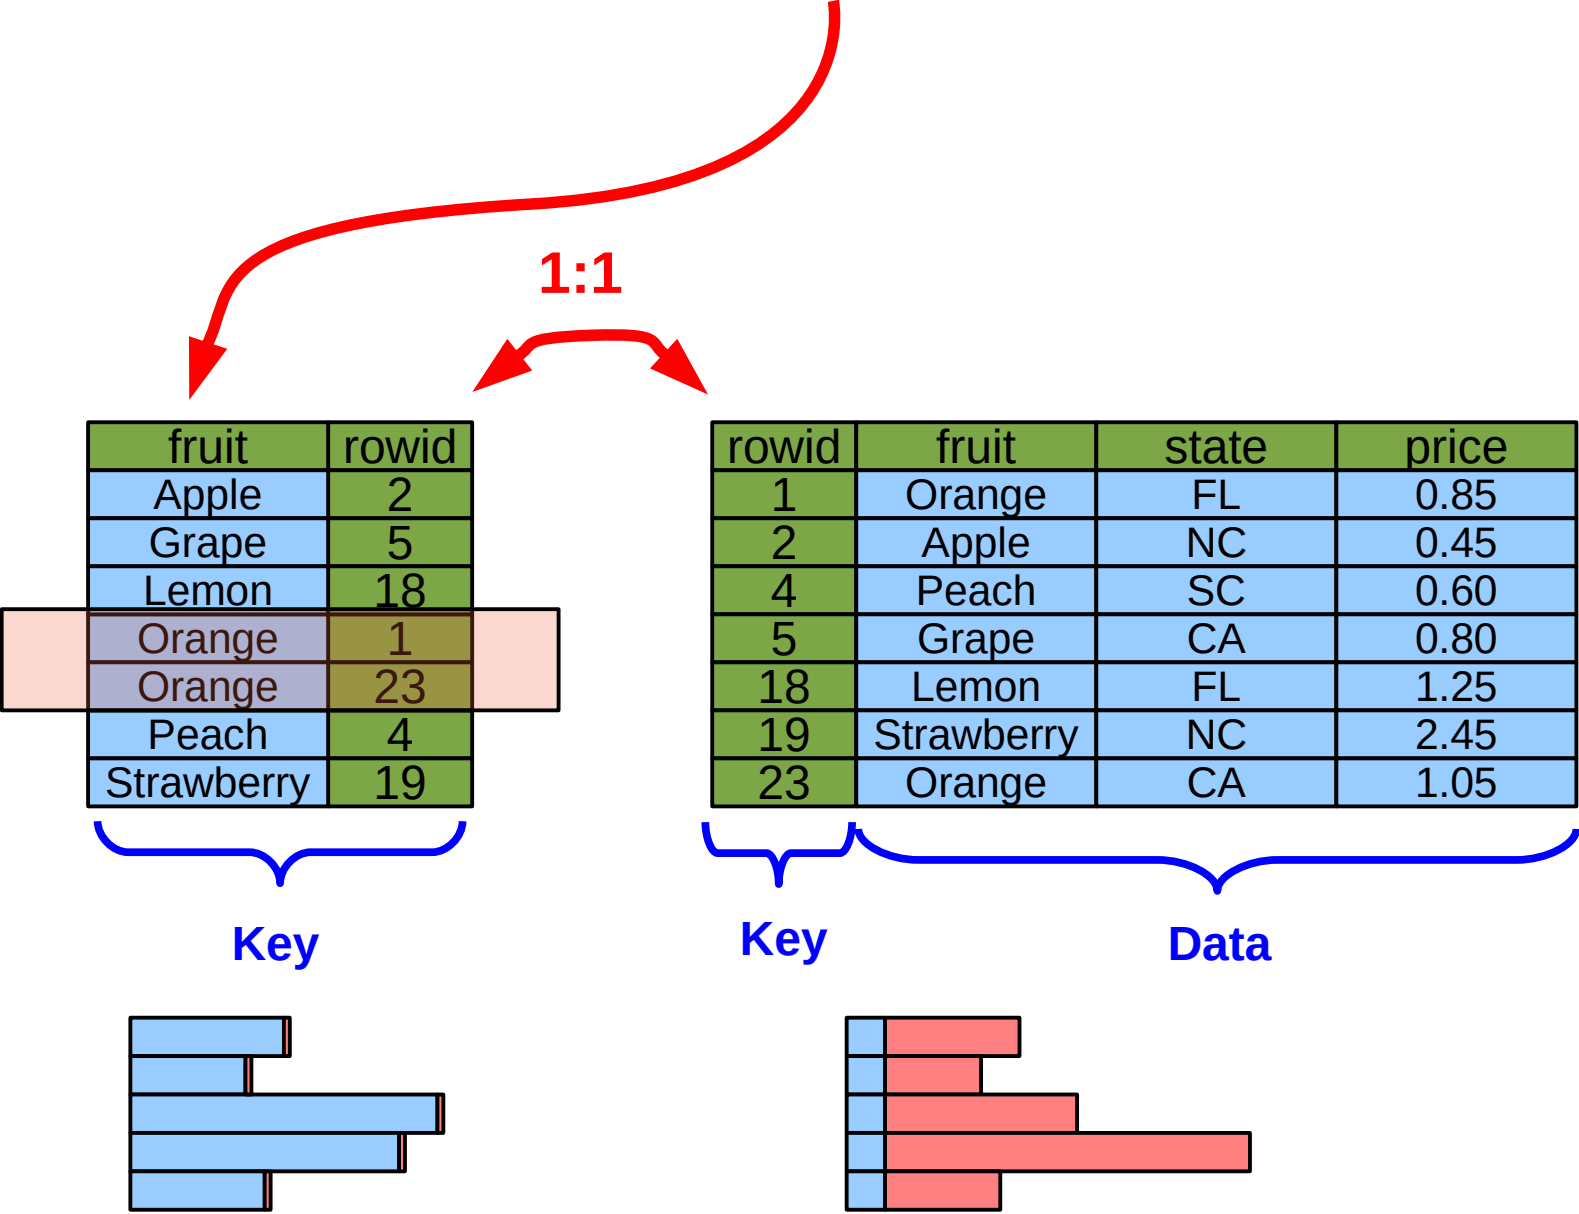 1:1
fruit rowid
Apple 2
Grape 5
Lemon 18
Orange 1
Orange 23
Peach 4
Strawberry 19
Key
rowid fruit state price
1 Orange FL 0.85
2 Apple NC 0.45
4 Peach SC 0.60
5 Grape CA 0.80
18 Lemon FL 1.25
19 Strawberry NC 2.45
23 Orange CA 1.05
Key Data